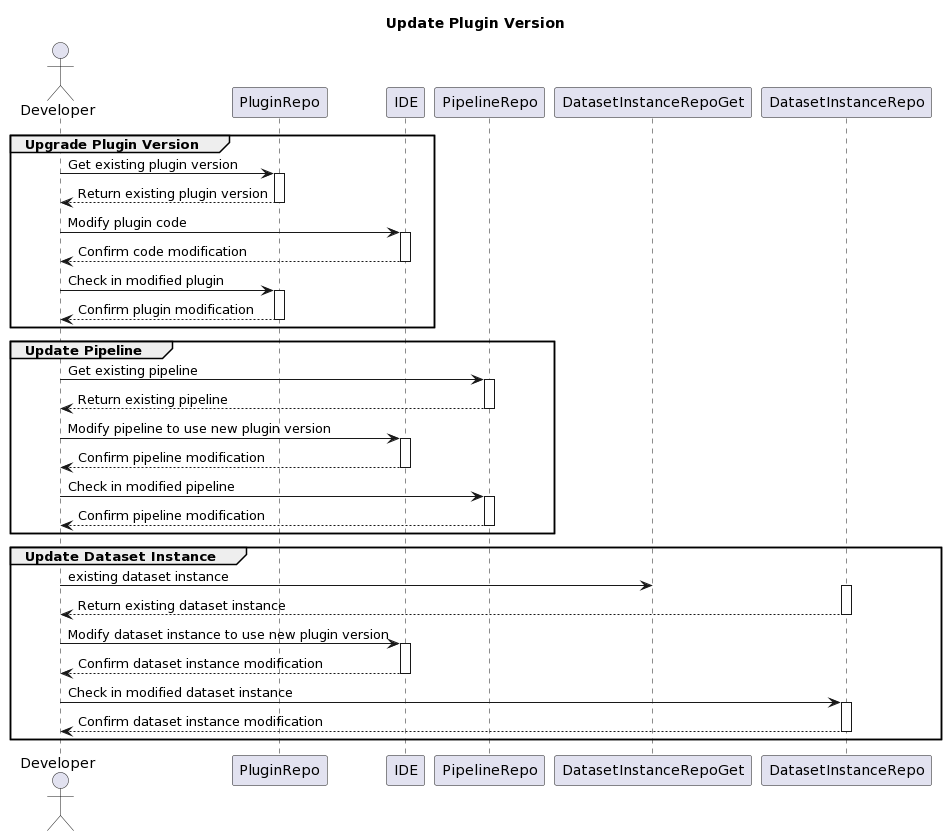 Update Plugin Version
Developer
PluginRepo
IDE
PipelineRepo
DatasetInstanceRepoGet
DatasetInstanceRepo
Upgrade Plugin Version
Get existing plugin version
Return existing plugin version
Modify plugin code
Confirm code modification
Check in modified plugin
Confirm plugin modification
Update Pipeline
Get existing pipeline
Return existing pipeline
Modify pipeline to use new plugin version
Confirm pipeline modification
Check in modified pipeline
Confirm pipeline modification
Update Dataset Instance
existing dataset instance
Return existing dataset instance
Modify dataset instance to use new plugin version
Confirm dataset instance modification
Check in modified dataset instance
Confirm dataset instance modification
Developer
PluginRepo
IDE
PipelineRepo
DatasetInstanceRepoGet
DatasetInstanceRepo